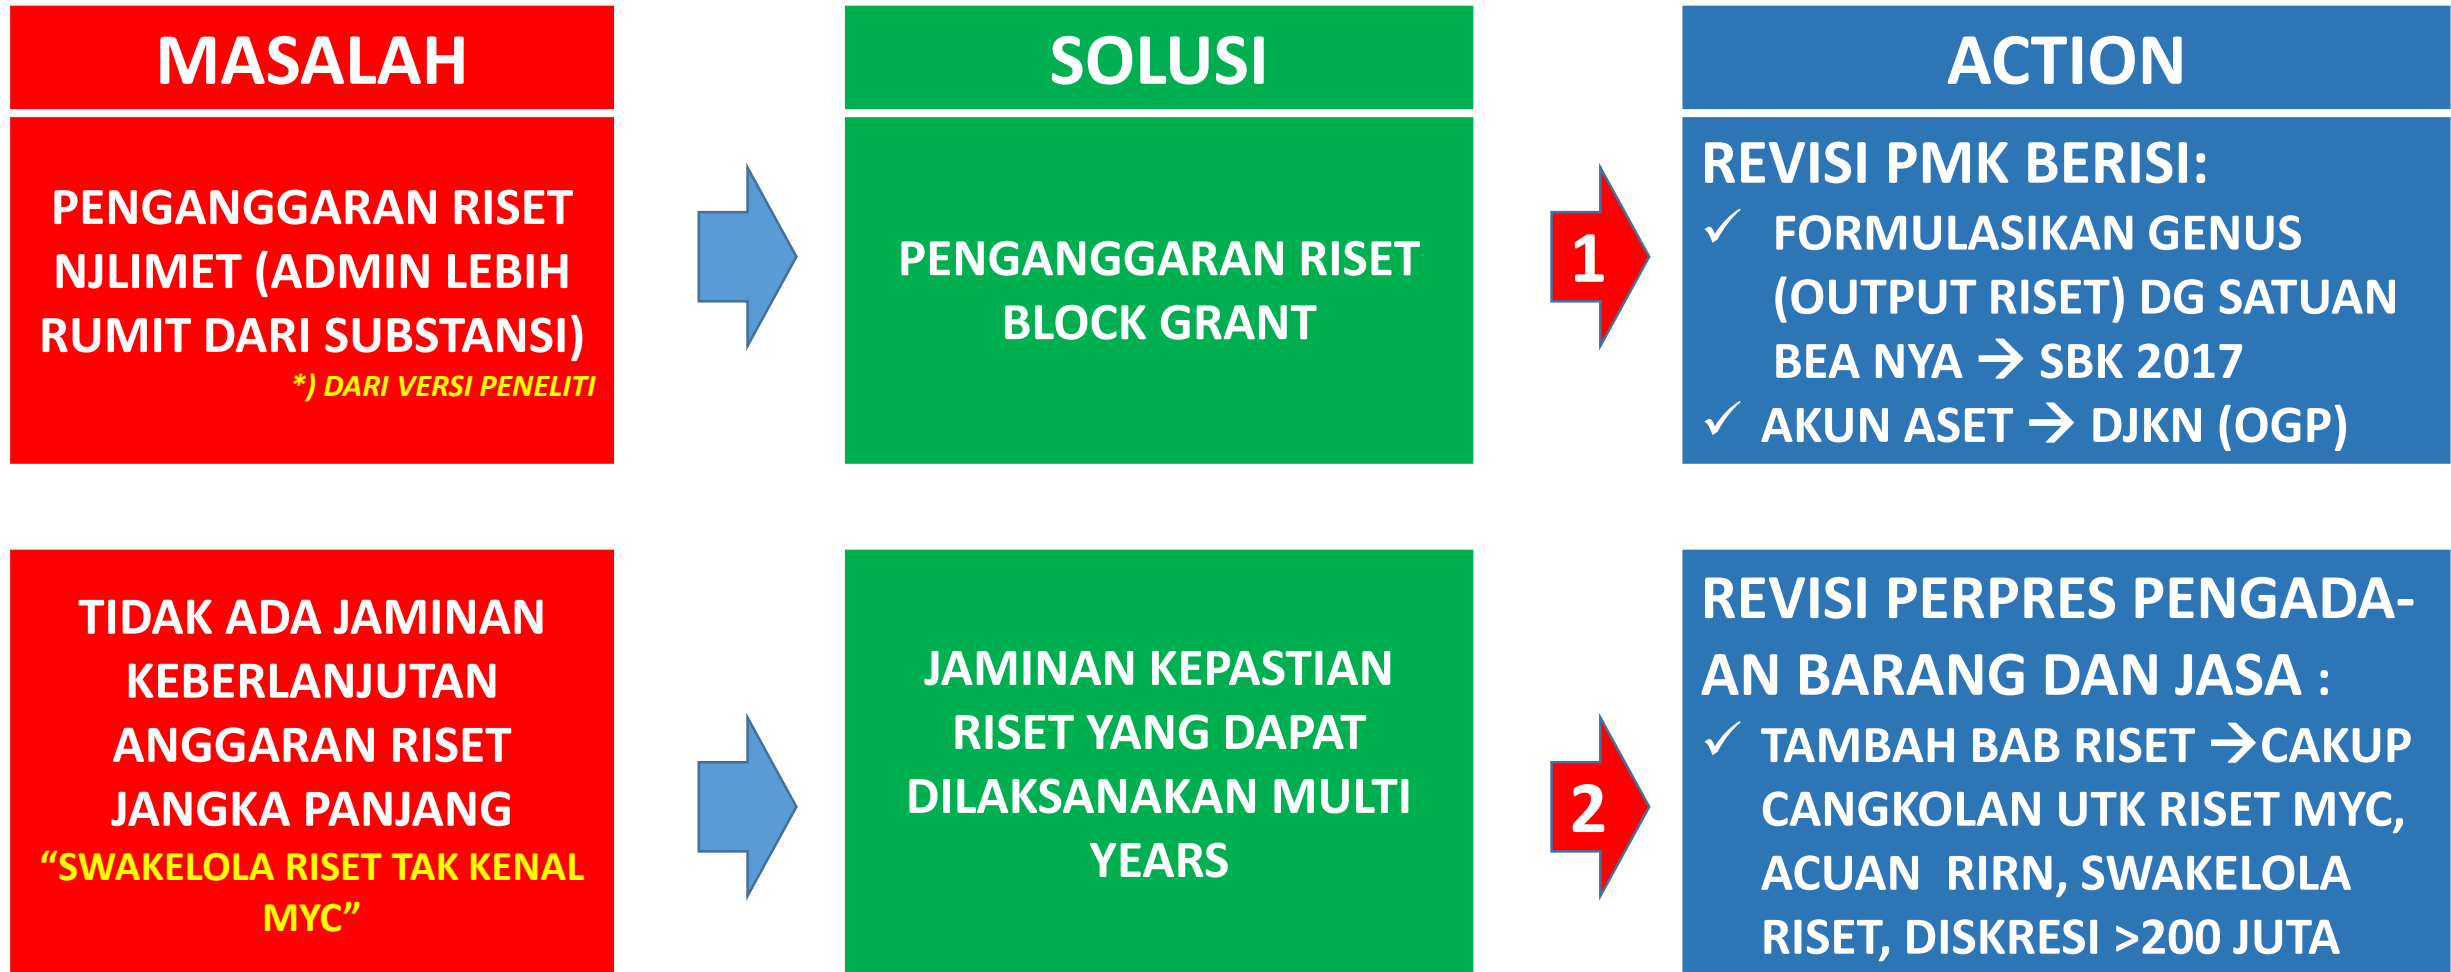 MASALAH
SOLUSI
ACTION
PENGANGGARAN RISET
NJLIMET (ADMIN LEBIH
RUMIT DARI SUBSTANSI)
*) DARI VERSI PENELITI
PENGANGGARAN RISET
BLOCK GRANT
1
REVISI PMK BERISI:
✓ FORMULASIKAN GENUS
(OUTPUT RISET) DG SATUAN
BEA NYA → SBK 2017
✓ AKUN ASET → DJKN (OGP)
TIDAK ADA JAMINAN
KEBERLANJUTAN
ANGGARAN RISET
JANGKA PANJANG
“SWAKELOLA RISET TAK KENAL
MYC”
JAMINAN KEPASTIAN
RISET YANG DAPAT
DILAKSANAKAN MULTI
YEARS
2
REVISI PERPRES PENGADA-
AN BARANG DAN JASA :
✓ TAMBAH BAB RISET →CAKUP
CANGKOLAN UTK RISET MYC,
ACUAN RIRN, SWAKELOLA
RISET, DISKRESI >200 JUTA